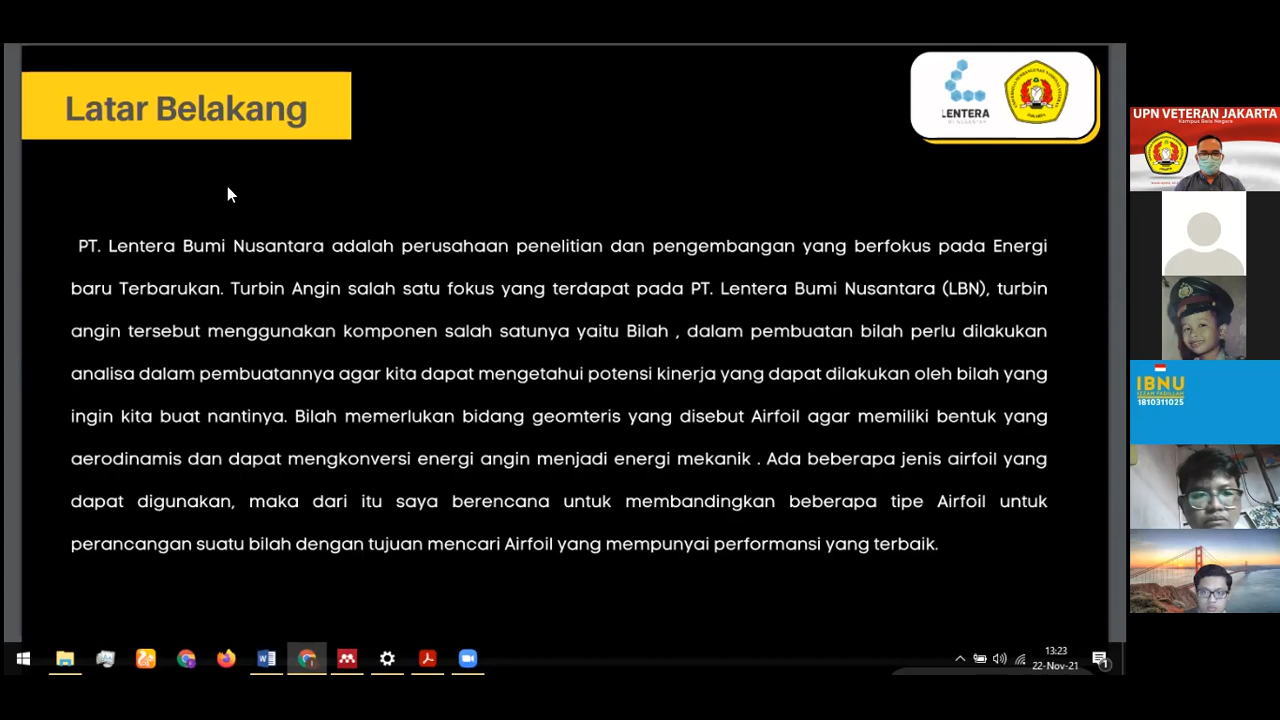 Latar Belakang
LENTERA
UPN VETERAN JAKARTA
Kampus Bela Negara
PT. Lentera Bumi Nusantara adalah perusahaan penelitian dan pengembangan yang berfokus pada Energi
baru Terbarukan. Turbin Angin salah satu fokus yang terdapat pada PT. Lentera Bumi Nusantara (LBN), turbin
angin tersebut menggunakan komponen salah satunya yaitu Bilah , dalam pembuatan bilah perlu dilakukan
analisa dalam pembuatannya agar kita dapat mengetahui potensi kinerja yang dapat dilakukan oleh bilah yang
ingin kita buat nantinya. Bilah memerlukan bidang geomteris yang disebut Airfoil agar memiliki bentuk yang
aerodinamis dan dapat mengkonversi energi angin menjadi energi mekanik . Ada beberapa jenis airfoil yang
dapat digunakan, maka dari itu saya berencana untuk membandingkan beberapa tipe Airfoil untuk
perancangan suatu bilah dengan tujuan mencari Airfoil yang mempunyai performansi yang terbaik.
IBNU
1810311025
13:23
22-Nov-21
1